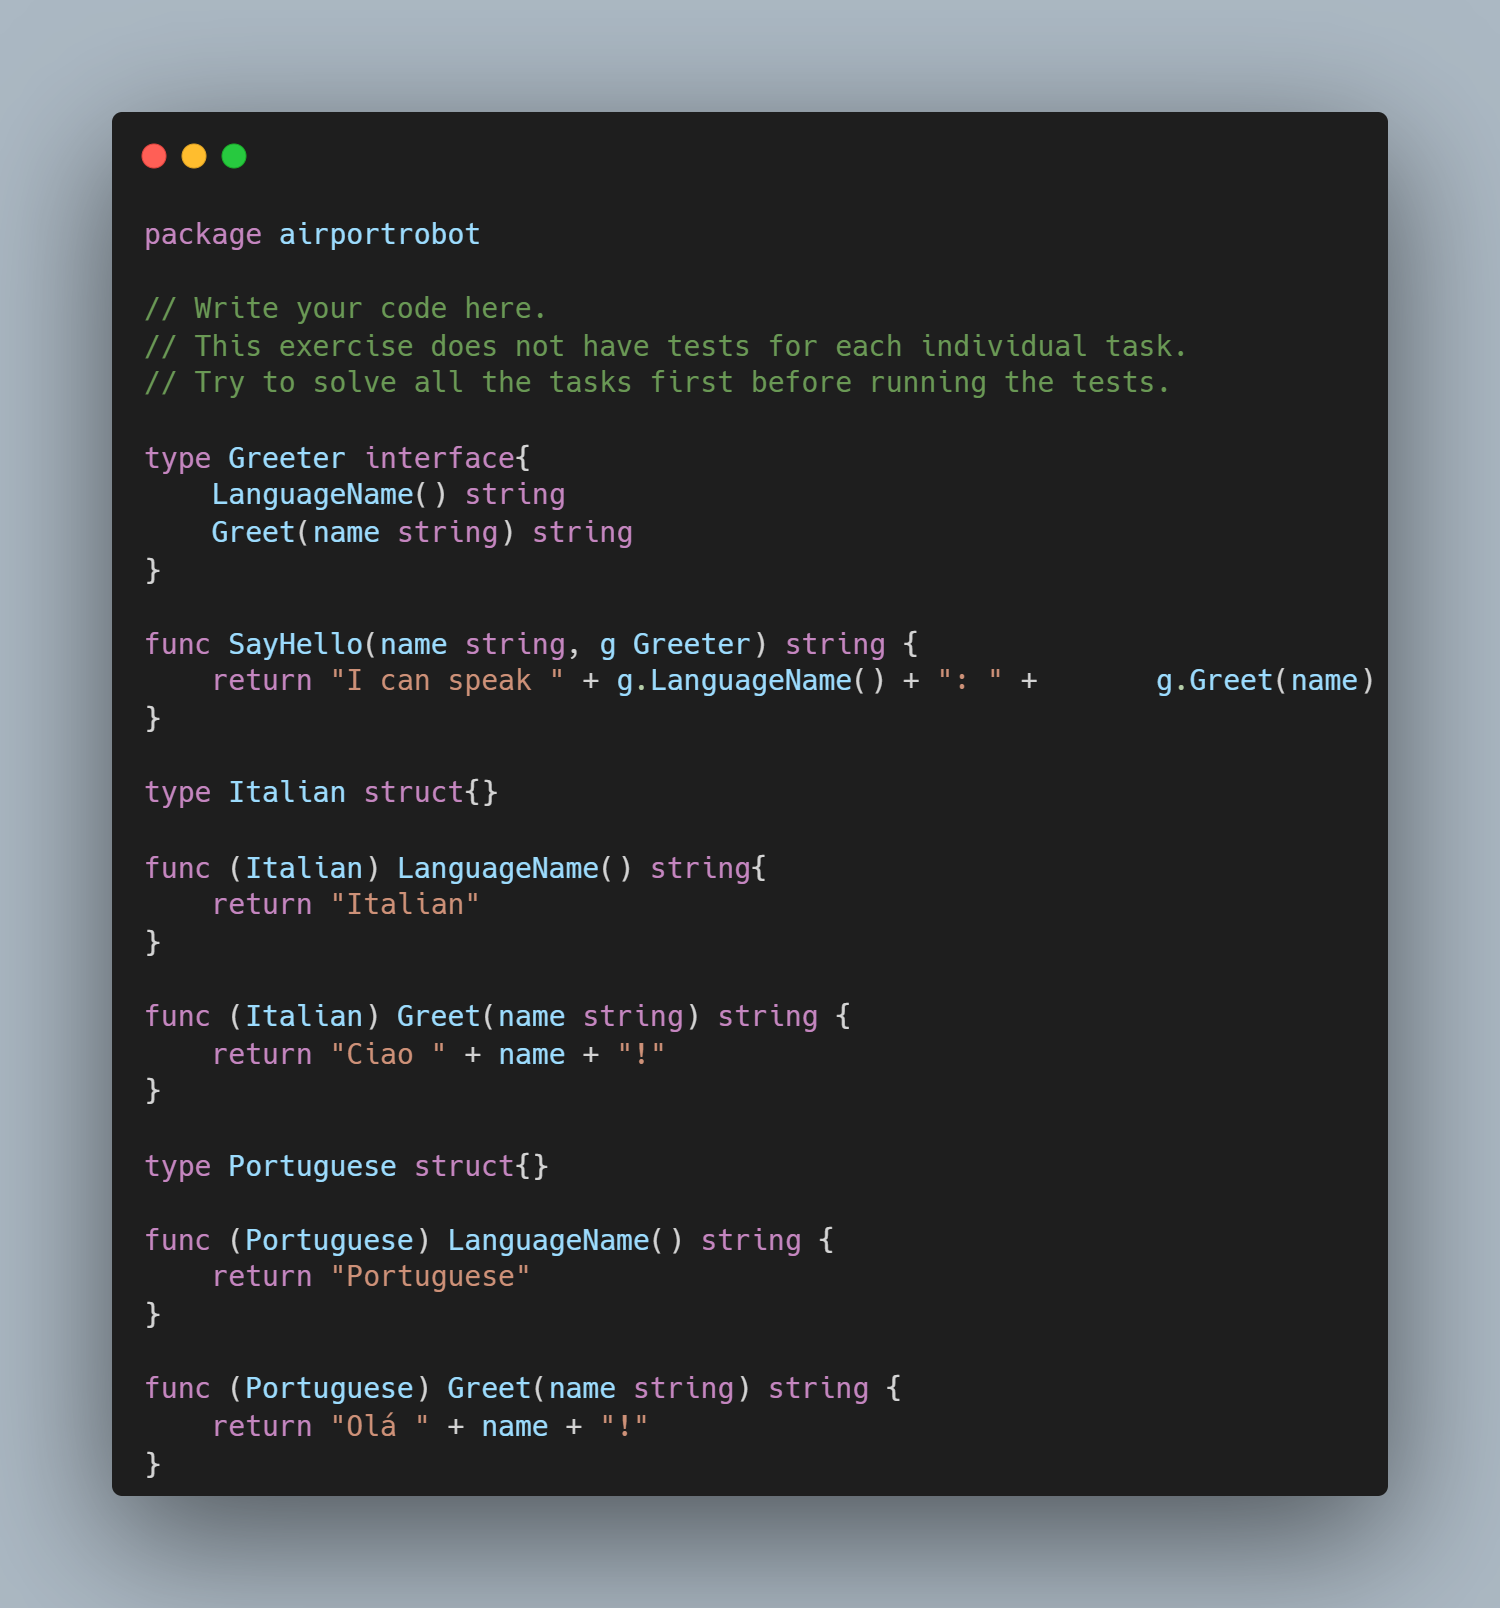 package airportrobot

// Write your code here.
// This exercise does not have tests for each individual task.
// Try to solve all the tasks first before running the tests.

type Greeter interface{
    LanguageName() string
    Greet(name string) string
}

func SayHello(name string, g Greeter) string {
    return "I can speak " + g.LanguageName() + ": " +       g.Greet(name)
}

type Italian struct{}

func (Italian) LanguageName() string{
    return "Italian"
}

func (Italian) Greet(name string) string {
    return "Ciao " + name + "!"
}

type Portuguese struct{}

func (Portuguese) LanguageName() string {
    return "Portuguese"
}

func (Portuguese) Greet(name string) string {
    return "Olá " + name + "!"
}